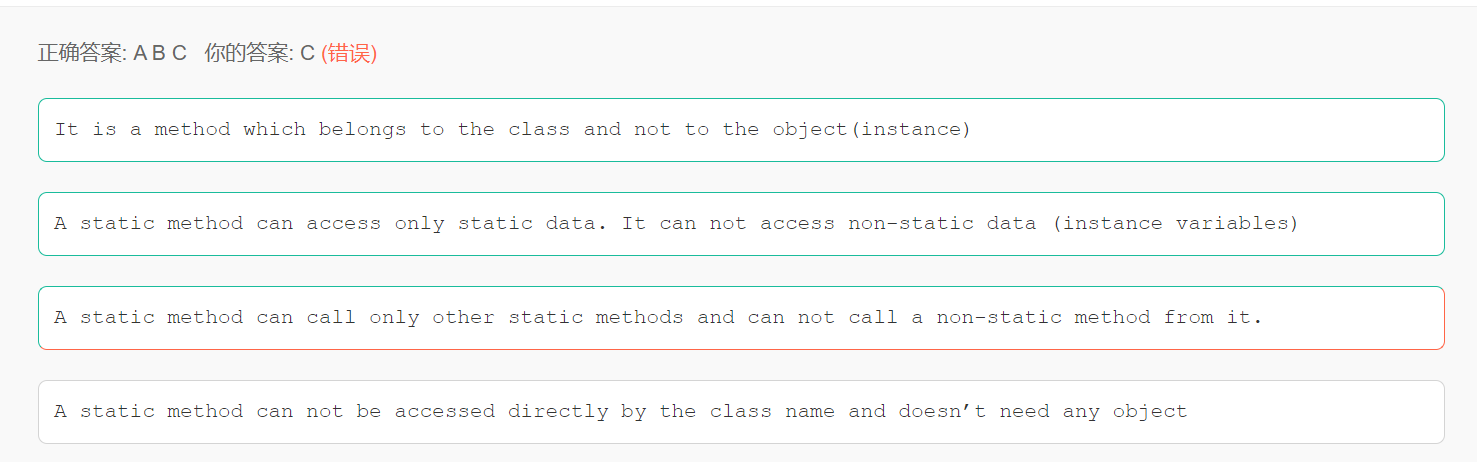 正确答案: A B C 你的答案: C (错误)
It is a method which belongs to the class and not to the object(instance)
A static method can access only static data. It can not access non-static data (instance variables)
A static method can call only other static methods and can not call a non-static method from it.
A static method can not be accessed directly by the class name and doesn’t need any object